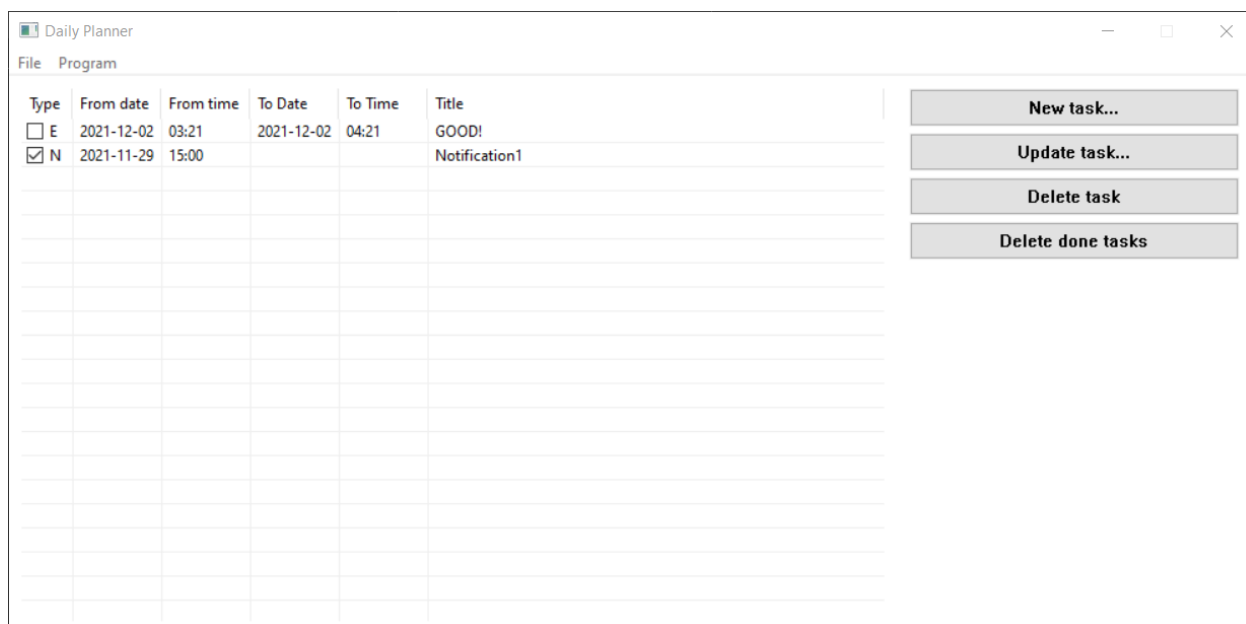 Daily Planner
File Program
Type From date From time To Date To Time Title
E 2021-12-02 03:21 2021-12-02 04:21 GOOD!
N 2021-11-29 15:00 Notification1
New task...
Update task...
Delete task
Delete done tasks